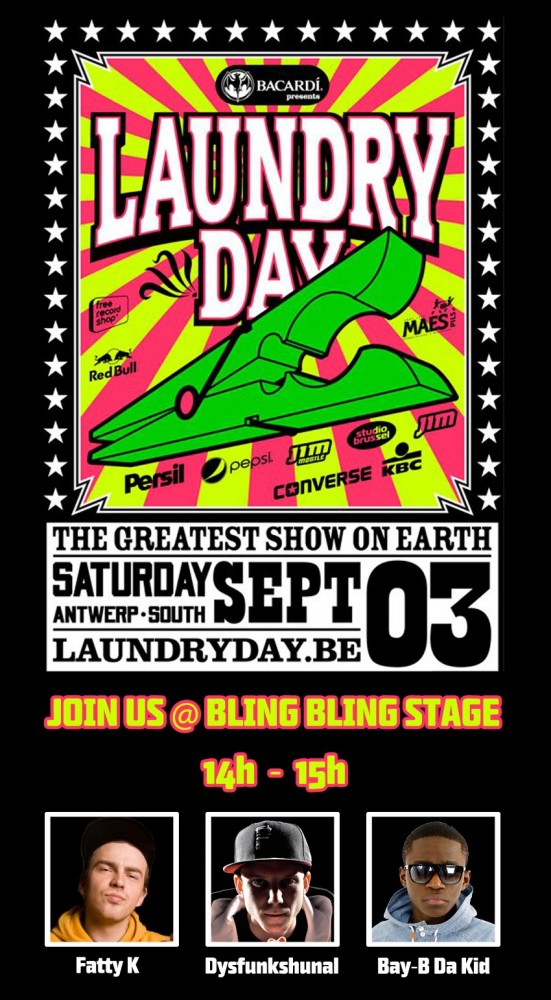 BACARDÍ.
presents
LAUNDRY
DAY
free
record
shop
MAES
PILS
Red Bull
Persil
pepsi.
JIM
MOBILE
studio
brussel
JIM
CONVERSE
KBC
THE GREATEST SHOW ON EARTH
SATURDAY
ANTWERP·SOUTH
SEPT
03
LAUNDRYDAY.BE
JOIN US @ BLING BLING STAGE
14h - 15h
Fatty K
Dysfunkshunal
Bay-B Da Kid